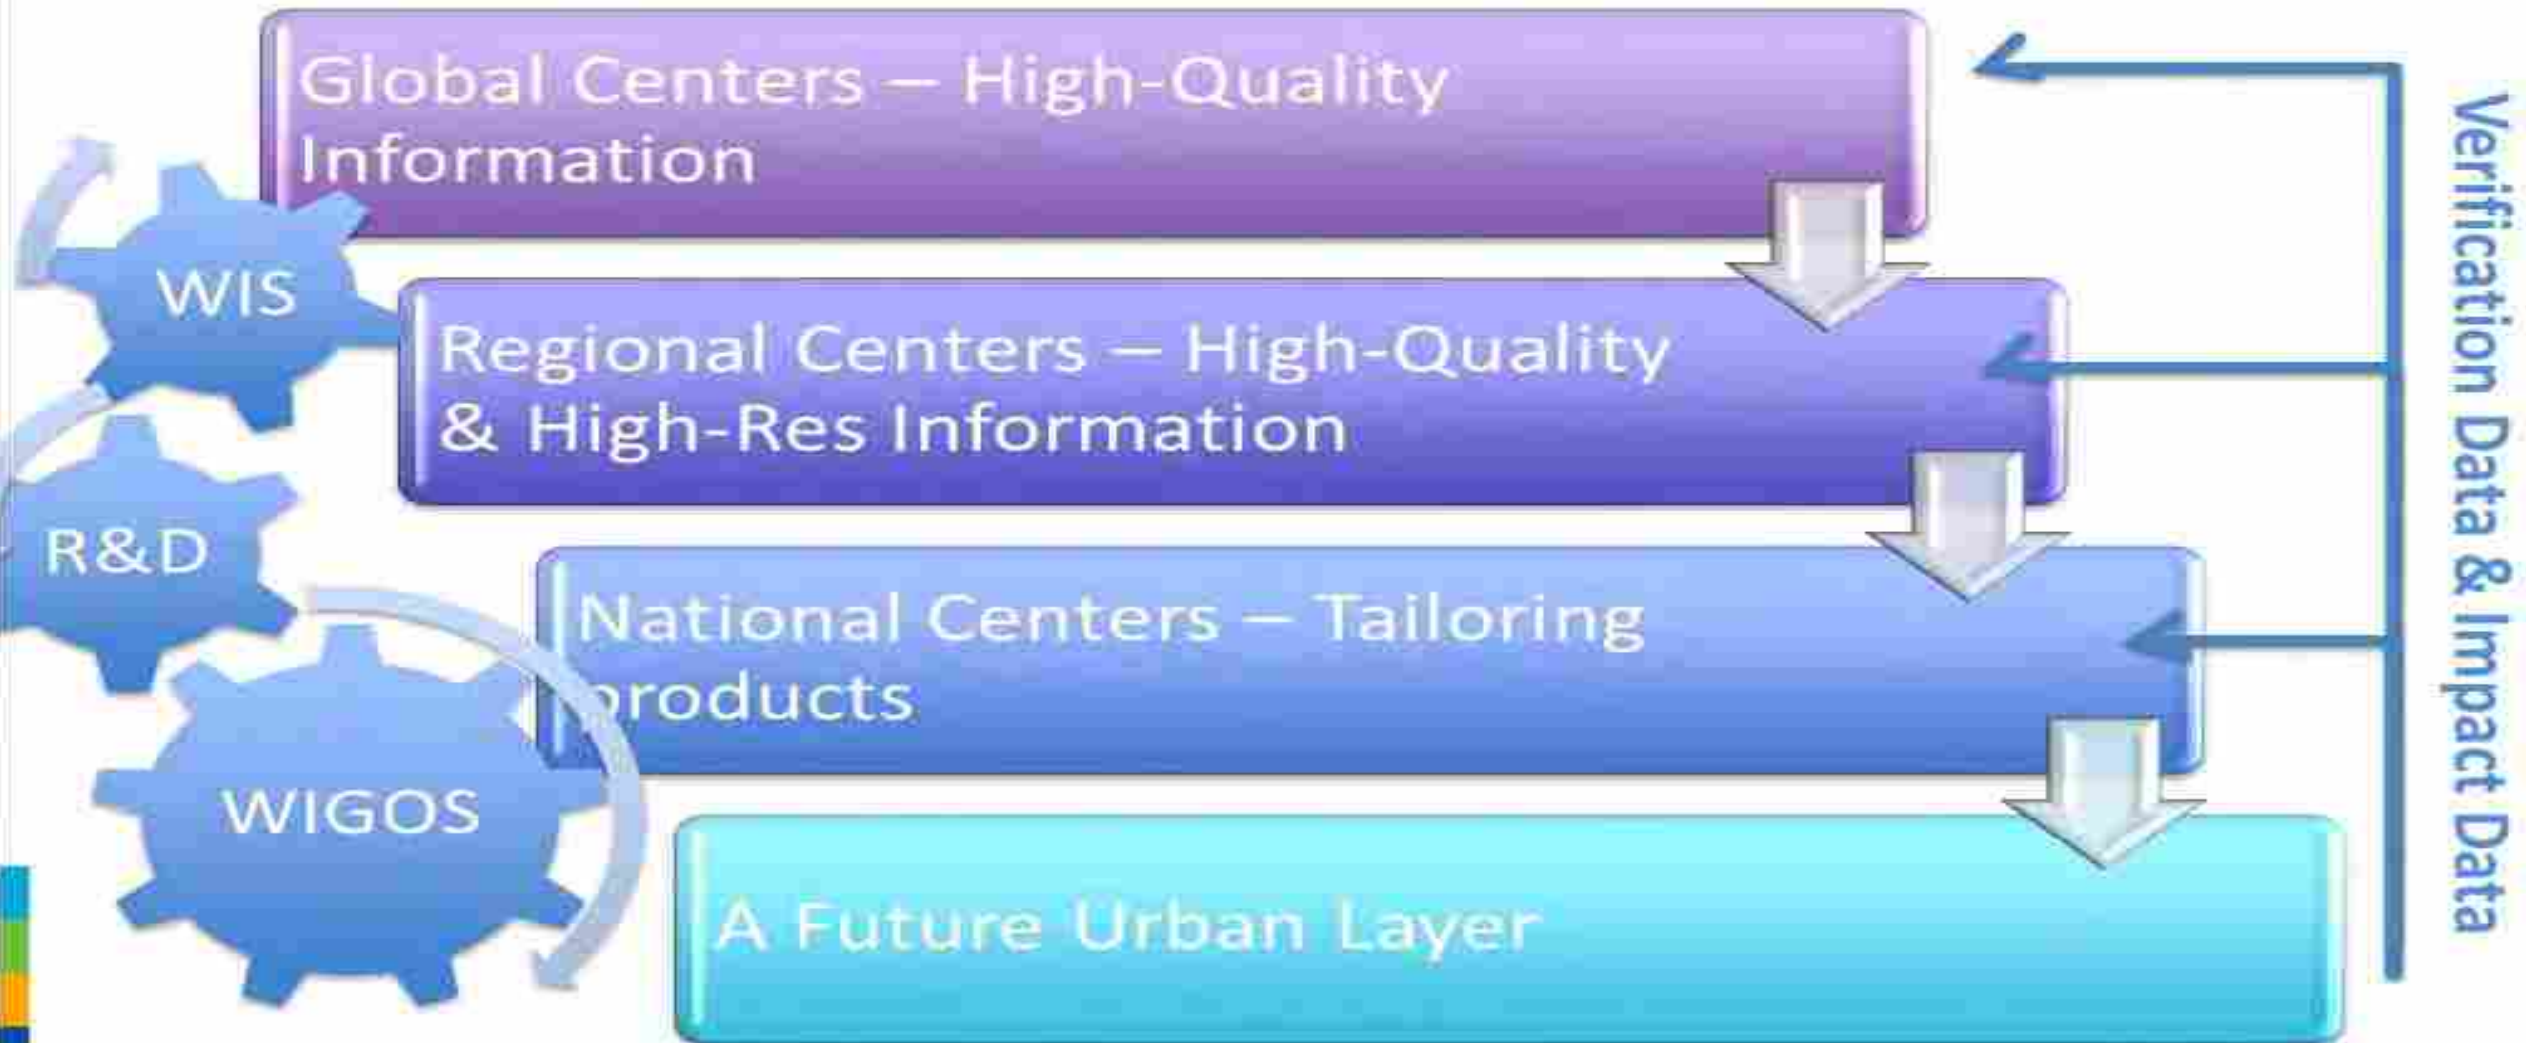 Global Centers – High-Quality
Information
WIS
Regional Centers – High-Quality
& High-Res Information
R&D
National Centers – Tailoring
products
WIGOS
A Future Urban Layer
Verification Data & Impact Data